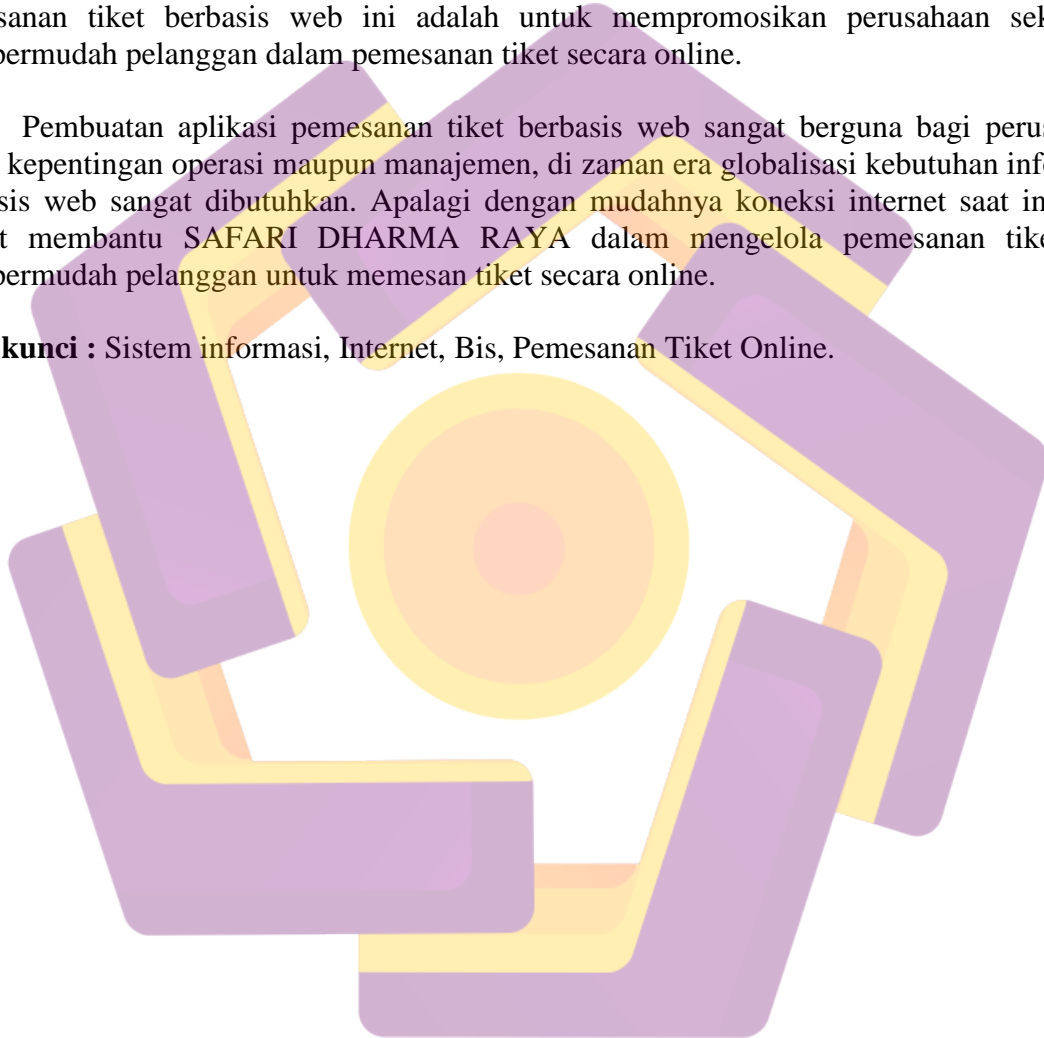 sanan tiket berbasis web ini adalah untuk mempromosikan perusahaan sek
permudah pelanggan dalam pemesanan tiket secara online.
Pembuatan aplikasi pemesanan tiket berbasis web sangat berguna bagi perus
kepentingan operasi maupun manajemen, di zaman era globalisasi kebutuhan info
sis web sangat dibutuhkan. Apalagi dengan mudahnya koneksi internet saat in
t membantu SAFARI DHARMA RAYA dalam mengelola pemesanan tike
permudah pelanggan untuk memesan tiket secara online.
kunci : Sistem informasi, Internet, Bis, Pemesanan Tiket Online.